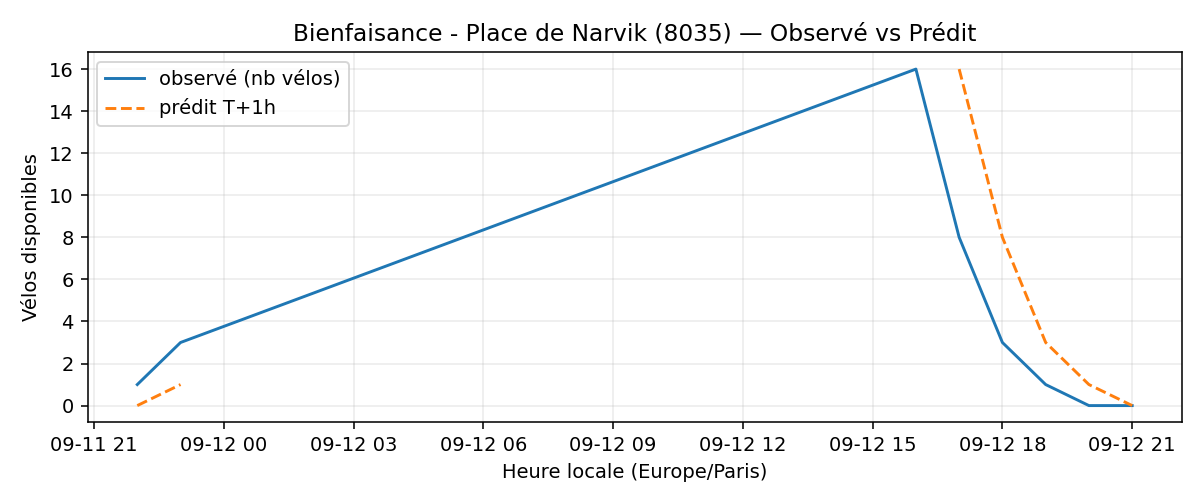 Bienfaisance - Place de Narvik (8035) — Observé vs Prédit
observé (nb vélos)
prédit T+1h
Vélos disponibles
16
14
12
10
8
6
4
2
0
09-11 21 09-12 00 09-12 03 09-12 06 09-12 09 09-12 12 09-12 15 09-12 18 09-12 21
Heure locale (Europe/Paris)